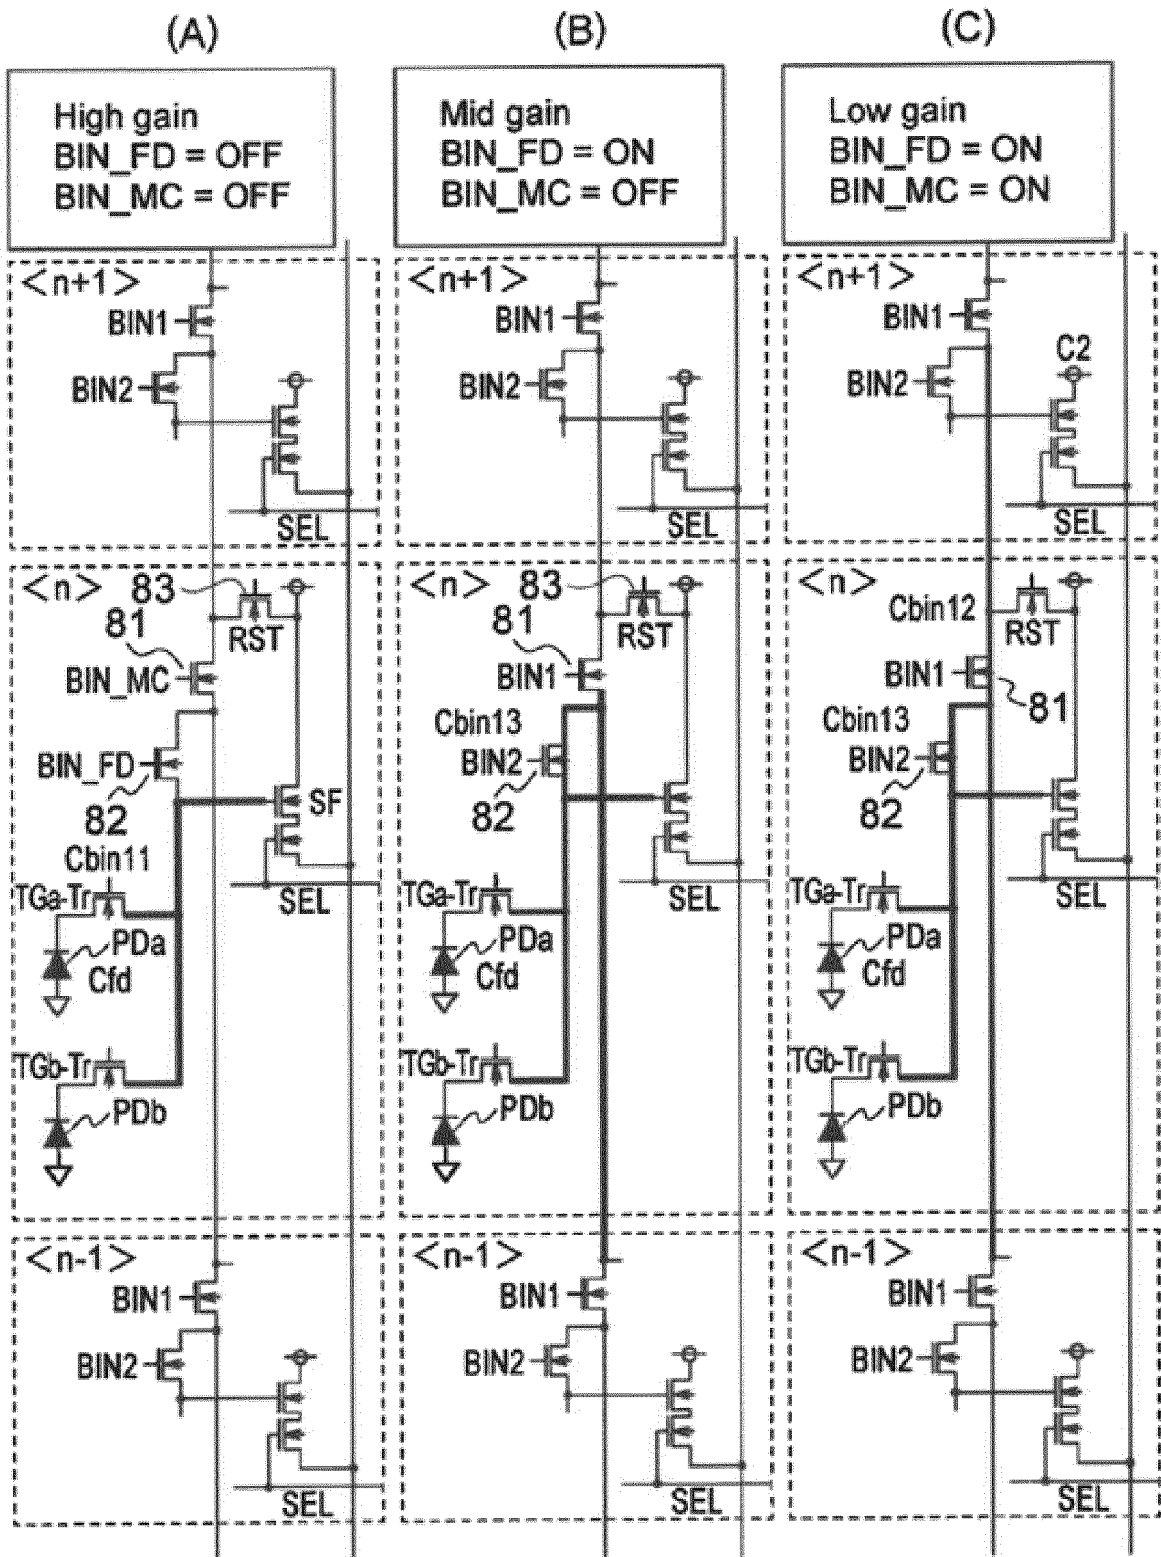 (A)
High gain
BIN_FD = OFF
BIN_MC = OFF
<n+1>
BIN1
BIN2
SEL
<n>
83
81
RST
BIN_MC
BIN_FD
82
SF
Cbin11
TGa-Tr
SEL
PDa
Cfd
TGb-Tr
PDb
<n-1>
BIN1
BIN2
SEL
(B)
Mid gain
BIN_FD = ON
BIN_MC = OFF
<n+1>
BIN1
BIN2
SEL
<n>
83
81
RST
BIN1
Cbin13
BIN2
82
TGa-Tr
SEL
PDa
Cfd
TGb-Tr
PDb
<n-1>
BIN1
BIN2
SEL
(C)
Low gain
BIN_FD = ON
BIN_MC = ON
<n+1>
BIN1
C2
BIN2
SEL
<n>
Cbin12
RST
BIN1
81
Cbin13
BIN2
82
TGa-Tr
SEL
PDa
Cfd
TGb-Tr
PDb
<n-1>
BIN1
BIN2
SEL